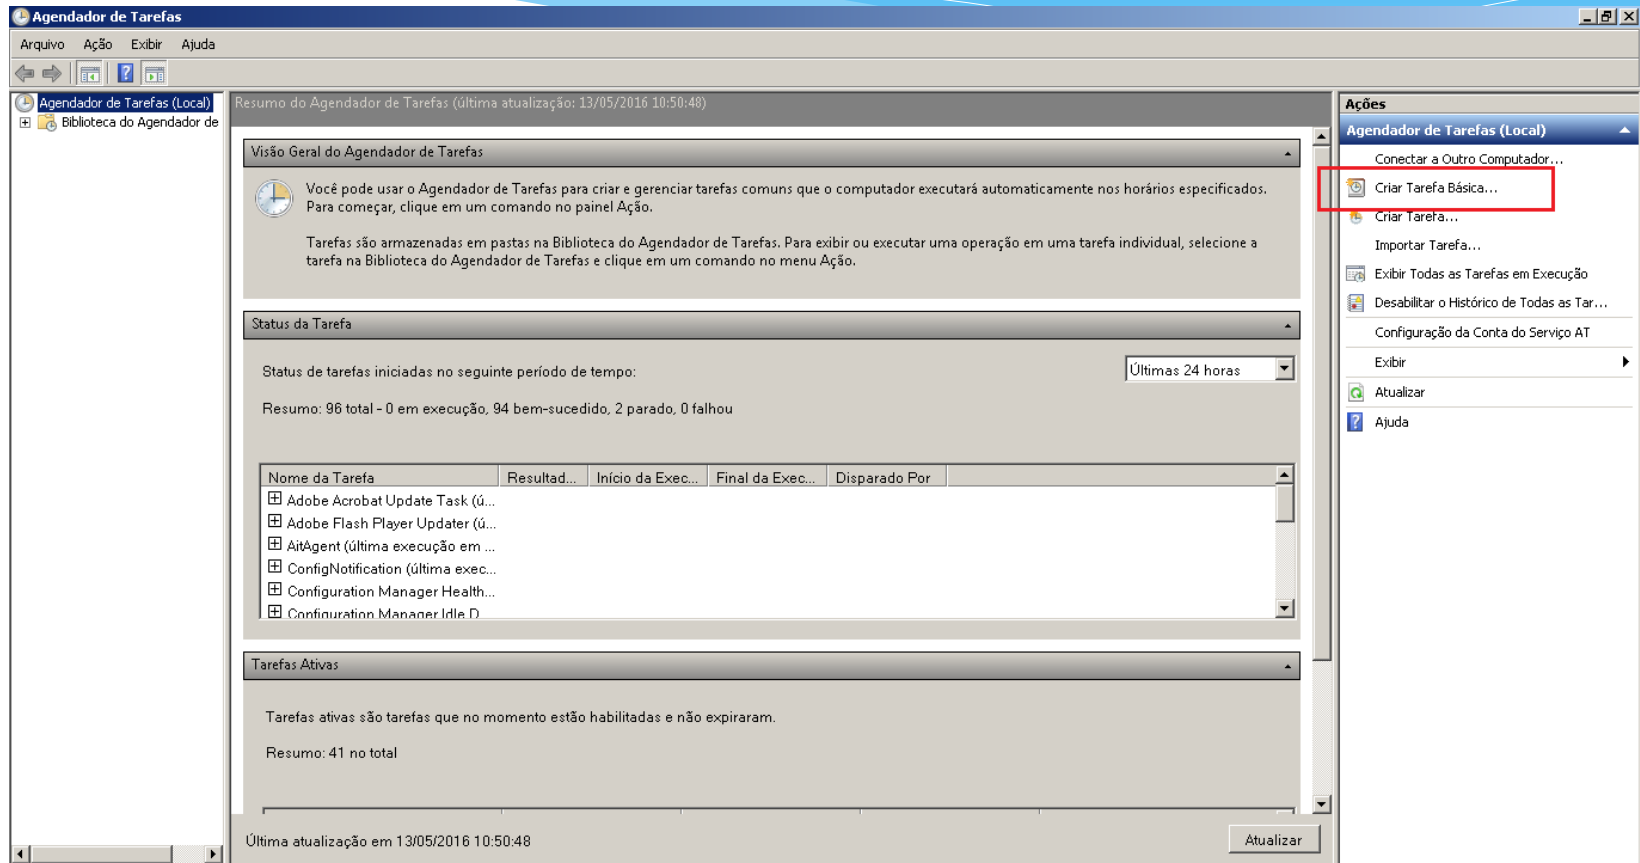 Agendador de Tarefas
Arquivo Ação Exibir Ajuda
Agendador de Tarefas (Local)
Biblioteca do Agendador de
Resumo do Agendador de Tarefas (última atualização: 13/05/2016 10:50:48)
Visão Geral do Agendador de Tarefas
Você pode usar o Agendador de Tarefas para criar e gerenciar tarefas comuns que o computador executará automaticamente nos horários especificados.
Para começar, clique em um comando no painel Ação.
Tarefas são armazenadas em pastas na Biblioteca do Agendador de Tarefas. Para exibir ou executar uma operação em uma tarefa individual, selecione a
tarefa na Biblioteca do Agendador de Tarefas e clique em um comando no menu Ação.
Status da Tarefa
Status de tarefas iniciadas no seguinte período de tempo:
Últimas 24 horas
Resumo: 96 total - 0 em execução, 94 bem-sucedido, 2 parado, 0 falhou
Nome da Tarefa Resultad... Início da Exec... Final da Exec... Disparado Por
Adobe Acrobat Update Task (ú...
Adobe Flash Player Updater (ú...
AitAgent (última execução em ...
ConfigNotification (última exec...
Configuration Manager Health...
Configuration Manager Idle D
Tarefas Ativas
Tarefas ativas são tarefas que no momento estão habilitadas e não expiraram.
Resumo: 41 no total
Última atualização em 13/05/2016 10:50:48
Atualizar
Ações
Agendador de Tarefas (Local)
Conectar a Outro Computador...
Criar Tarefa Básica...
Criar Tarefa...
Importar Tarefa...
Exibir Todas as Tarefas em Execução
Desabilitar o Histórico de Todas as Tar...
Configuração da Conta do Serviço AT
Exibir
Atualizar
Ajuda